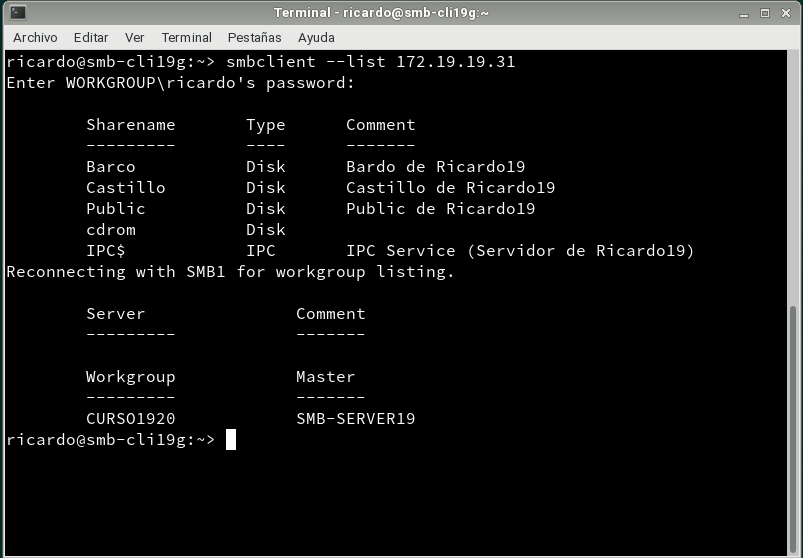 Terminal - ricardo@smb-cli19g:~
Archivo Editar Ver Terminal Pestañas Ayuda
ricardo@smb-cli19g:~> smbclient --list 172.19.19.31
Enter WORKGROUP\ricardo's password:
Sharename Type Comment
--------- ---- -------
Barco Disk Bardo de Ricardo19
Castillo Disk Castillo de Ricardo19
Public Disk Public de Ricardo19
cdrom Disk
IPC$ IPC IPC Service (Servidor de Ricardo19)
Reconnecting with SMB1 for workgroup listing.
Server Comment
--------- -------
Workgroup Master
--------- -------
CURSO1920 SMB-SERVER19
ricardo@smb-cli19g:~>